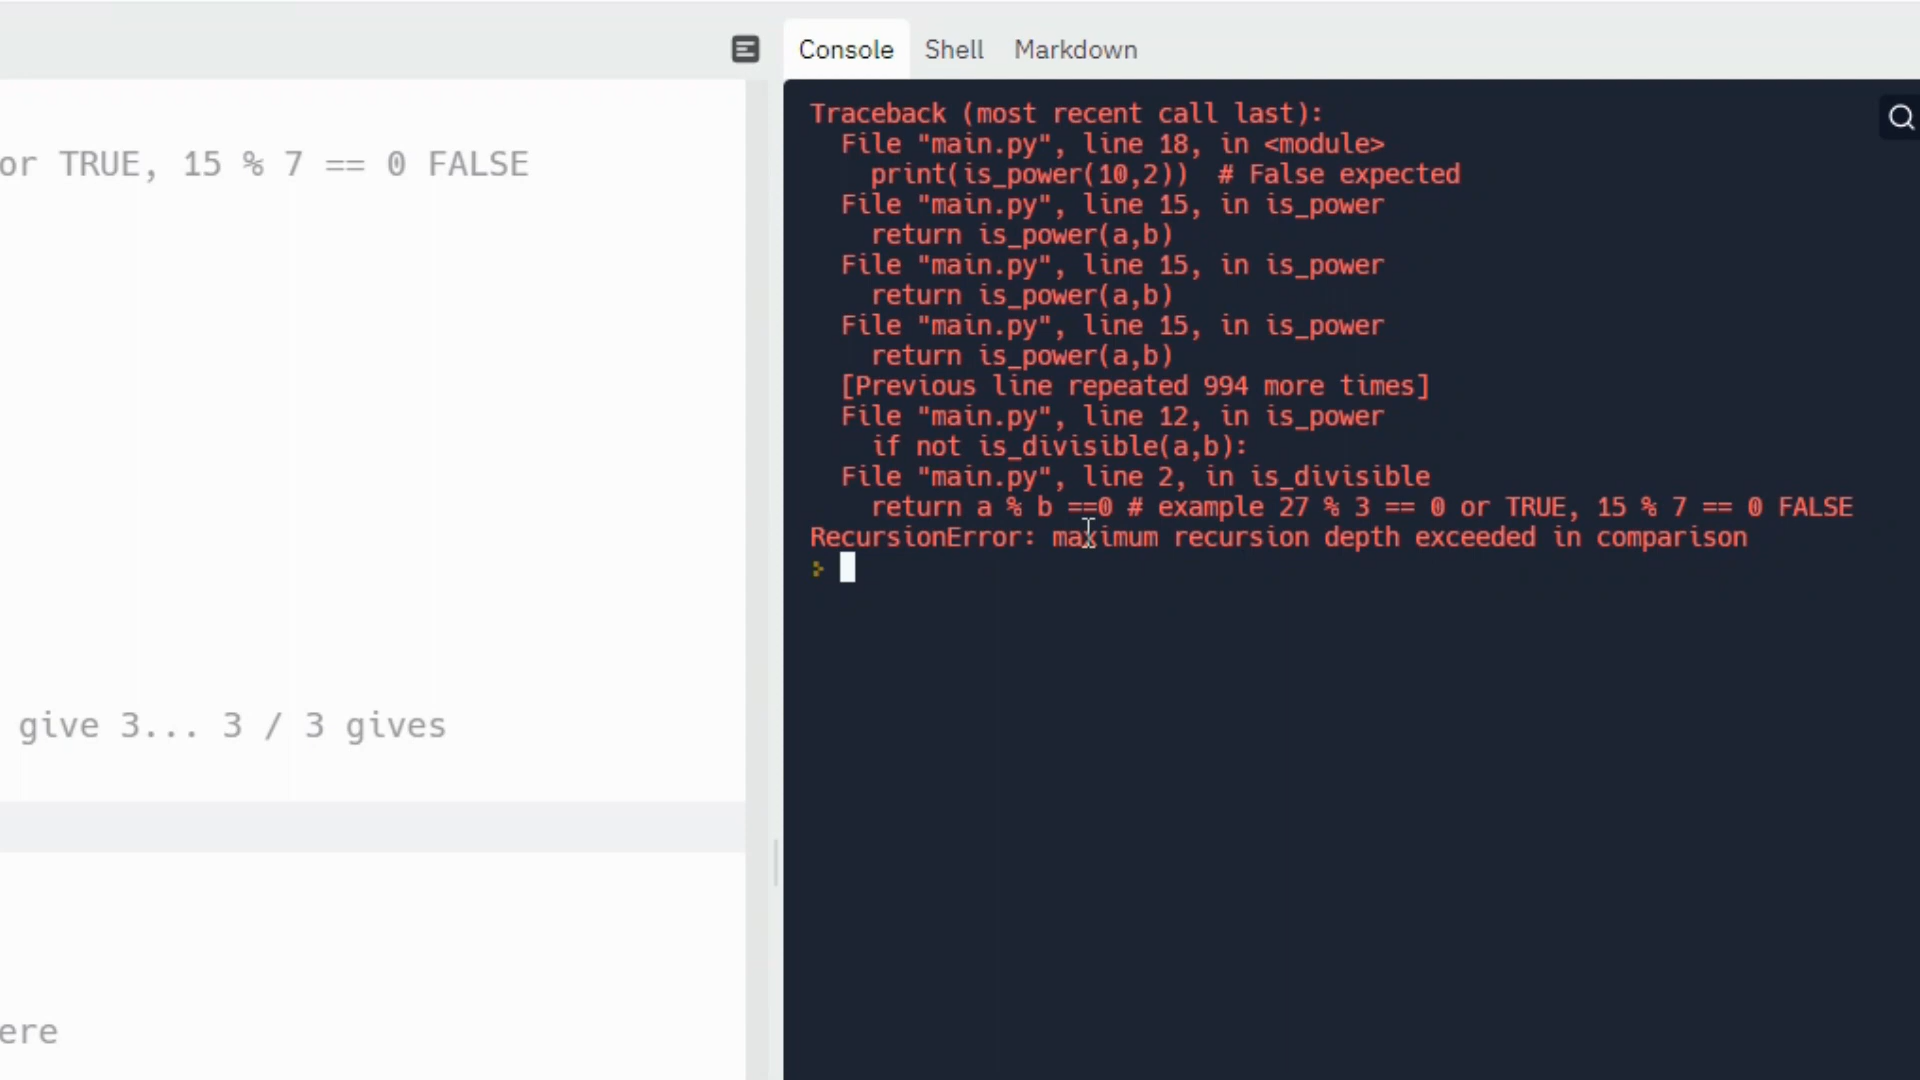 or TRUE, 15 % 7 == 0 FALSE
give 3... 3 / 3 gives
ere
Console Shell Markdown
Traceback (most recent call last):
File "main.py", line 18, in <module>
print(is_power(10,2)) # False expected
File "main.py", line 15, in is_power
return is_power(a,b)
File "main.py", line 15, in is_power
return is_power(a,b)
File "main.py", line 15, in is_power
return is_power(a,b)
[Previous line repeated 994 more times]
File "main.py", line 12, in is_power
if not is_divisible(a,b):
File "main.py", line 2, in is_divisible
return a % b ==0 # example 27 % 3 == 0 or TRUE, 15 % 7 == 0 FALSE
RecursionError: maximum recursion depth exceeded in comparison